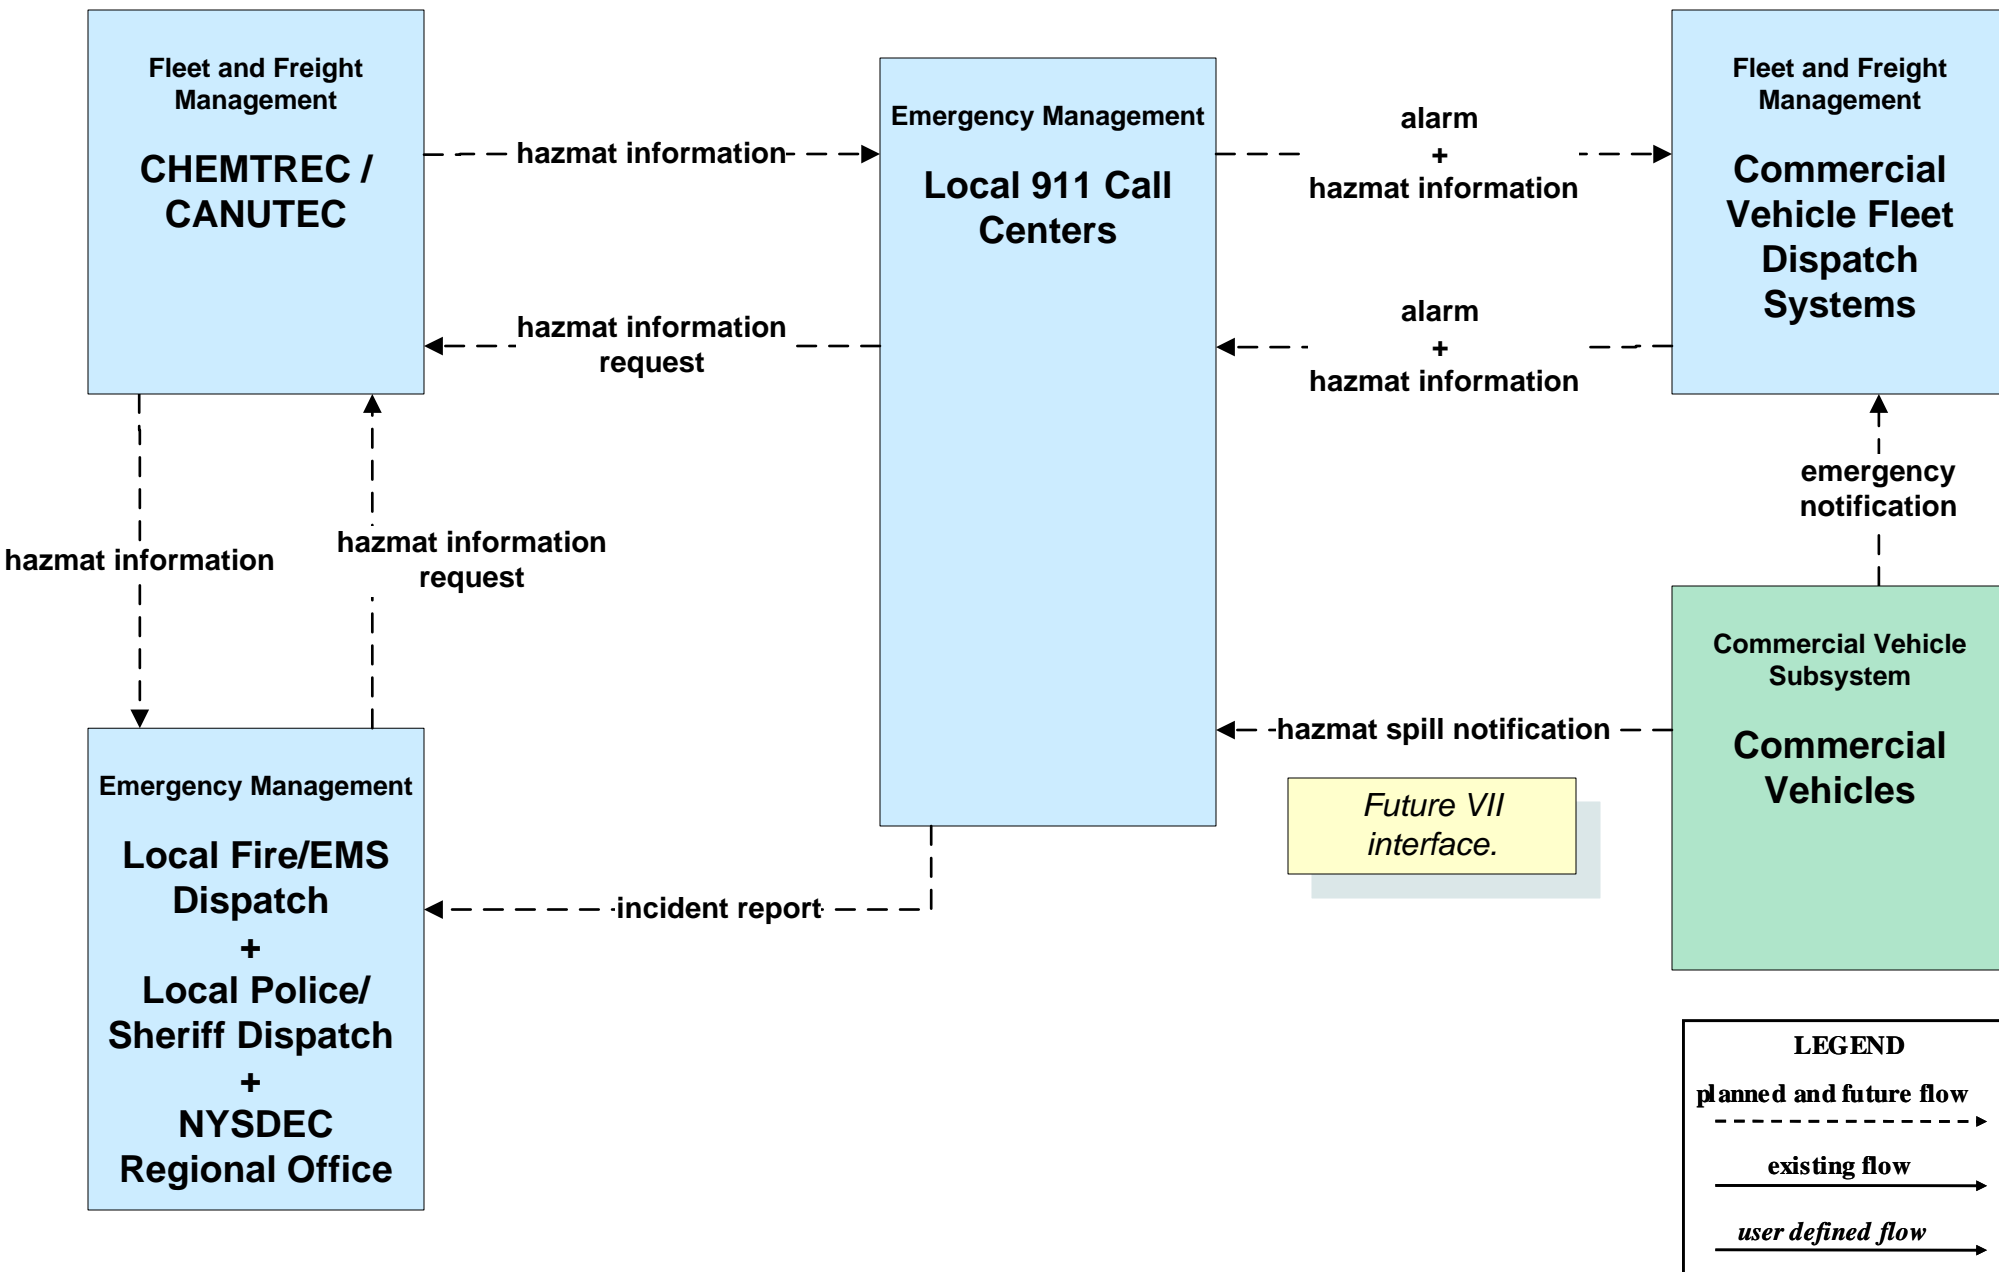 Fleet and Freight
Management
CHEMTREC /
CANUTEC
hazmat information
hazmat information
request
Emergency Management
Local 911 Call
Centers
alarm
+
hazmat information
alarm
+
hazmat information
Fleet and Freight
Management
Commercial
Vehicle Fleet
Dispatch
Systems
emergency
notification
hazmat information
hazmat information
request
Commercial Vehicle
Subsystem
Commercial
Vehicles
hazmat spill notification
Future VII
interface.
Emergency Management
Local Fire/EMS
Dispatch
+
Local Police/
Sheriff Dispatch
+
NYSDEC
Regional Office
incident report
LEGEND
planned and future flow
existing flow
user defined flow